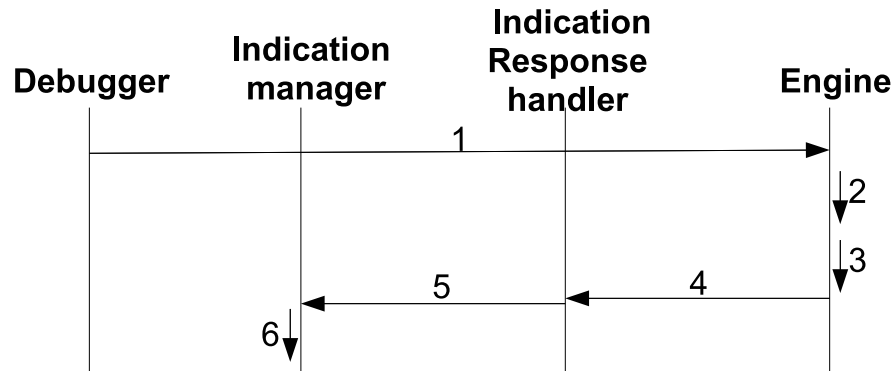 Debugger
Indication
manager
Indication
Response
handler
Engine
1
2
3
4
5
6